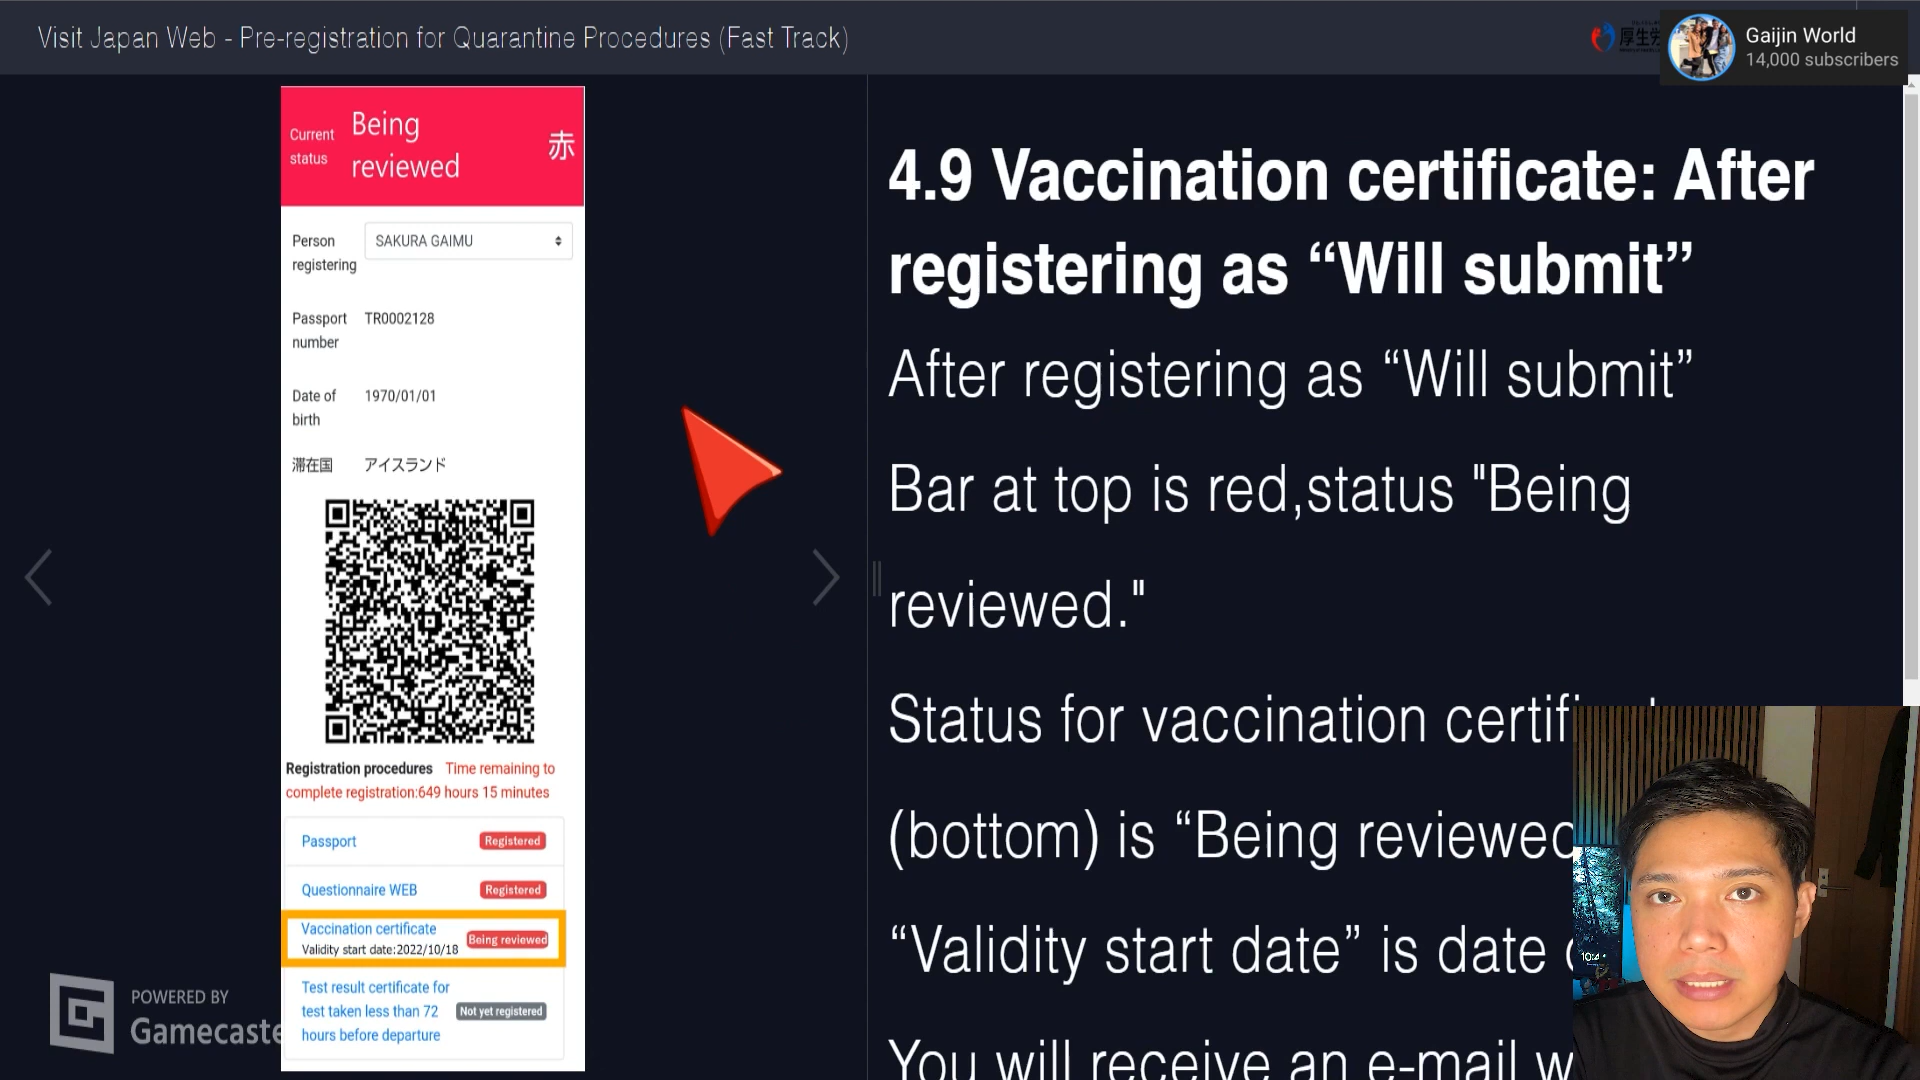 Visit Japan Web - Pre-registration for Quarantine Procedures (Fast Track)
厚生労
Gaijin World
14,000 subscribers
Current
status
Being
reviewed
赤
Person
registering
SAKURA GAIMU
Passport
number
TR0002128
Date of
birth
1970/01/01
滞在国
アイスランド
Registration procedures Time remaining to
complete registration:649 hours 15 minutes
Passport
Registered
Questionnaire WEB
Registered
Vaccination certificate
Validity start date:2022/10/18
Being reviewed
Test result certificate for
test taken less than 72
hours before departure
Not yet registered
POWERED BY
Gamecaste
4.9 Vaccination certificate: After
registering as “Will submit”
After registering as “Will submit”
Bar at top is red,status "Being
reviewed."
Status for vaccination certif
(bottom) is “Being reviewed
“Validity start date” is date
You will receive an e-mail w
10:4